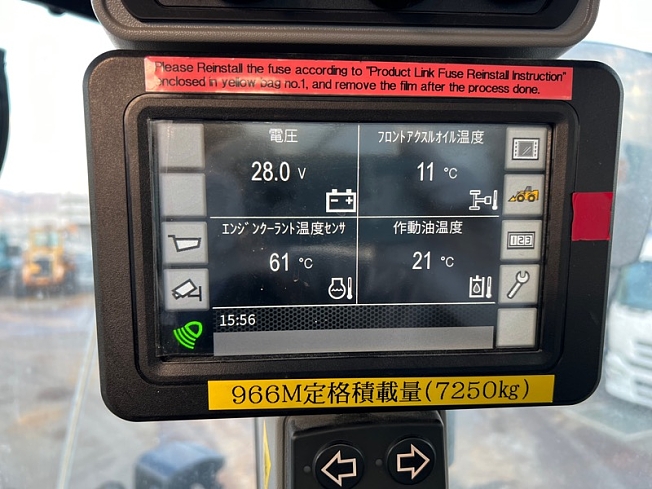 Please Reinstall the fuse according to "Product Link Fuse Reinstall Instruction"
enclosed in yellow bag no.1, and remove the film after the process done.
電圧
28.0 V
フロントアクスルオイル温度
11 °C
エンジンクーラント温度センサ
61 °C
作動油温度
21 °C
123
15:56
966M定格積載量(7250kg)